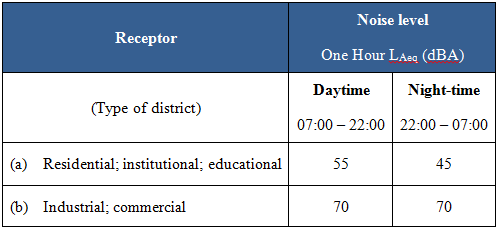 Receptor
Noise level
One Hour LAeq (dBA)
(Type of district)
Daytime
07:00 – 22:00
Night-time
22:00 – 07:00
(a) Residential; institutional; educational 55 45
(b) Industrial; commercial 70 70